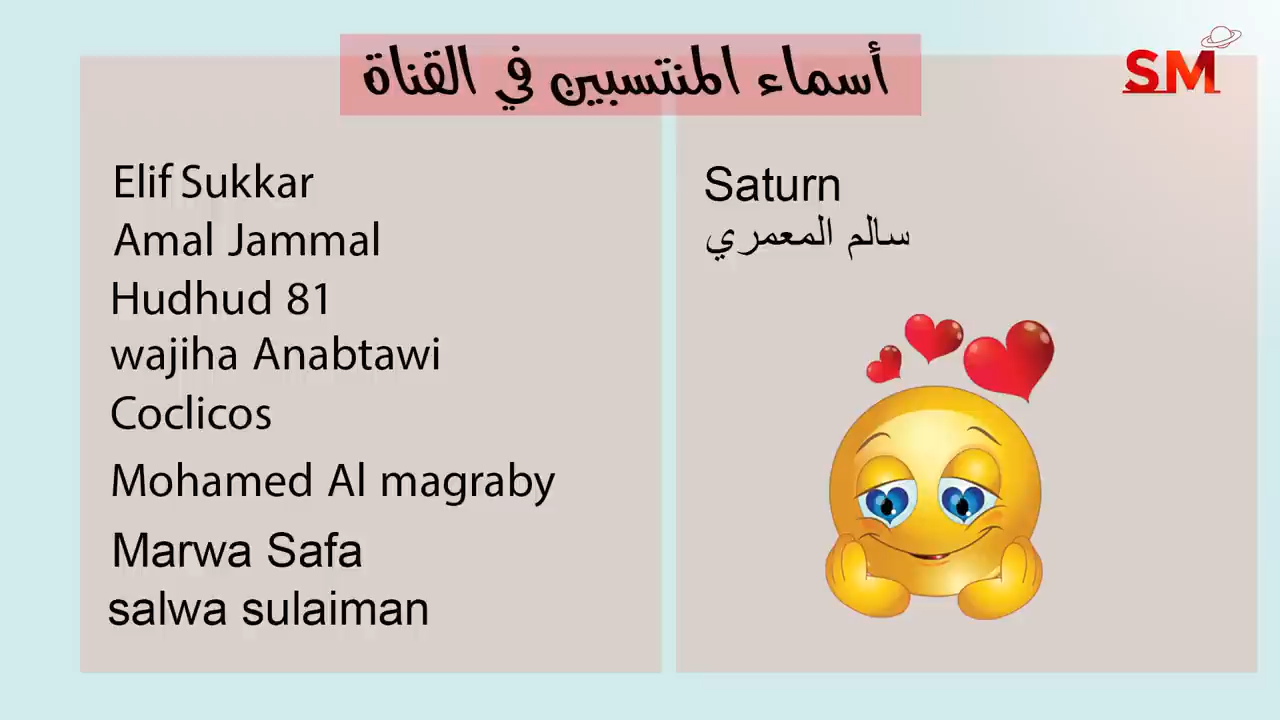 أسماء المنتسبين في القناة
SM
Elif Sukkar
Amal Jammal
Hudhud 81
wajiha Anabtawi
Coclicos
Mohamed Al magraby
Marwa Safa
salwa sulaiman
Saturn
سالم المعمري